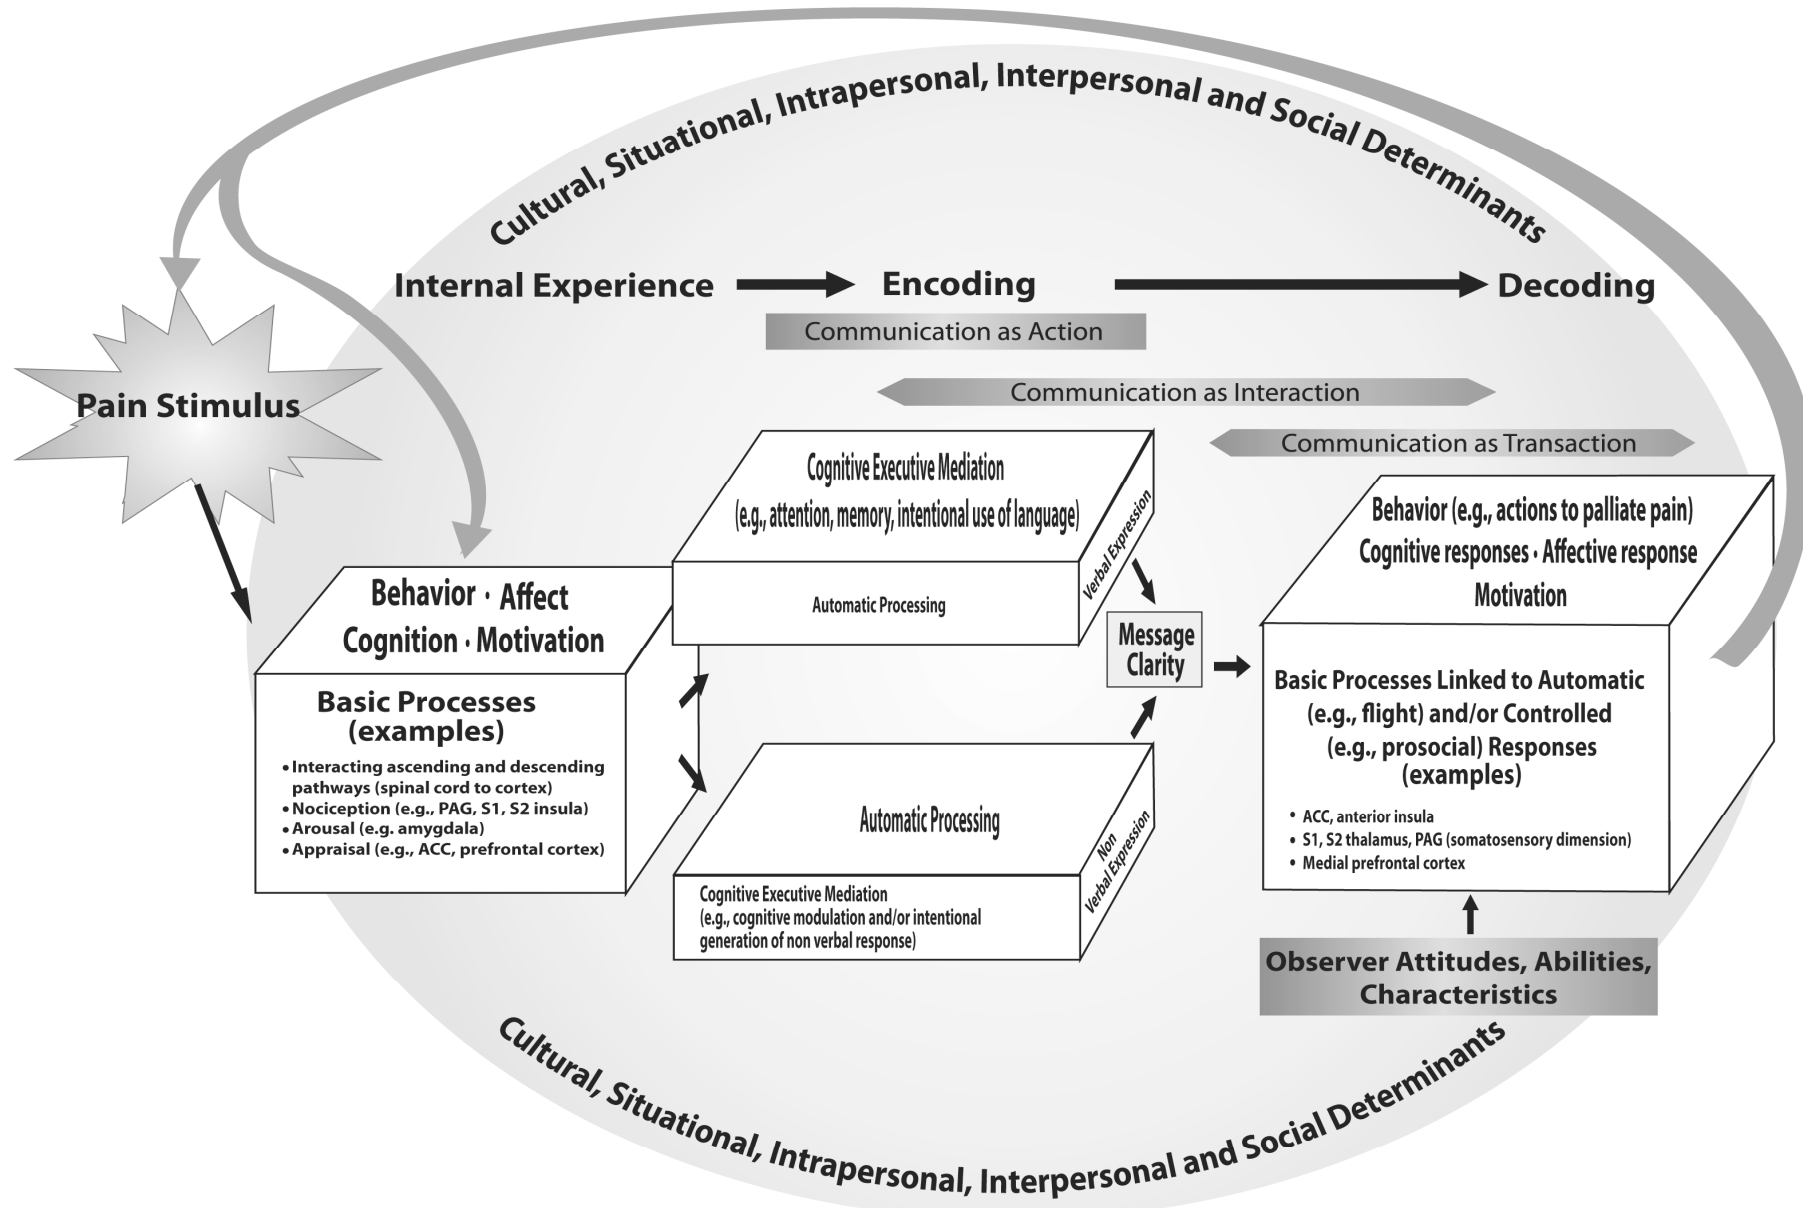 Cultural, Situational, Intrapersonal, Interpersonal and Social Determinants
Internal Experience
Encoding
Decoding
Communication as Action
Communication as Interaction
Communication as Transaction
Pain Stimulus
Behavior · Affect
Cognition · Motivation
Basic Processes
(examples)
• Interacting ascending and descending
pathways (spinal cord to cortex)
• Nociception (e.g., PAG, S1, S2 insula)
• Arousal (e.g. amygdala)
• Appraisal (e.g., ACC, prefrontal cortex)
Cognitive Executive Mediation
(e.g., attention, memory, intentional use of language)
Automatic Processing
Verbal Expression
Automatic Processing
Cognitive Executive Mediation
(e.g., cognitive modulation and/or intentional
generation of non verbal response)
Non
Verbal Expression
Message
Clarity
Behavior (e.g., actions to palliate pain)
Cognitive responses · Affective response
Motivation
Basic Processes Linked to Automatic
(e.g., flight) and/or Controlled
(e.g., prosocial) Responses
(examples)
• ACC, anterior insula
• S1, S2 thalamus, PAG (somatosensory dimension)
• Medial prefrontal cortex
Observer Attitudes, Abilities,
Characteristics
Cultural, Situational, Intrapersonal, Interpersonal and Social Determinants